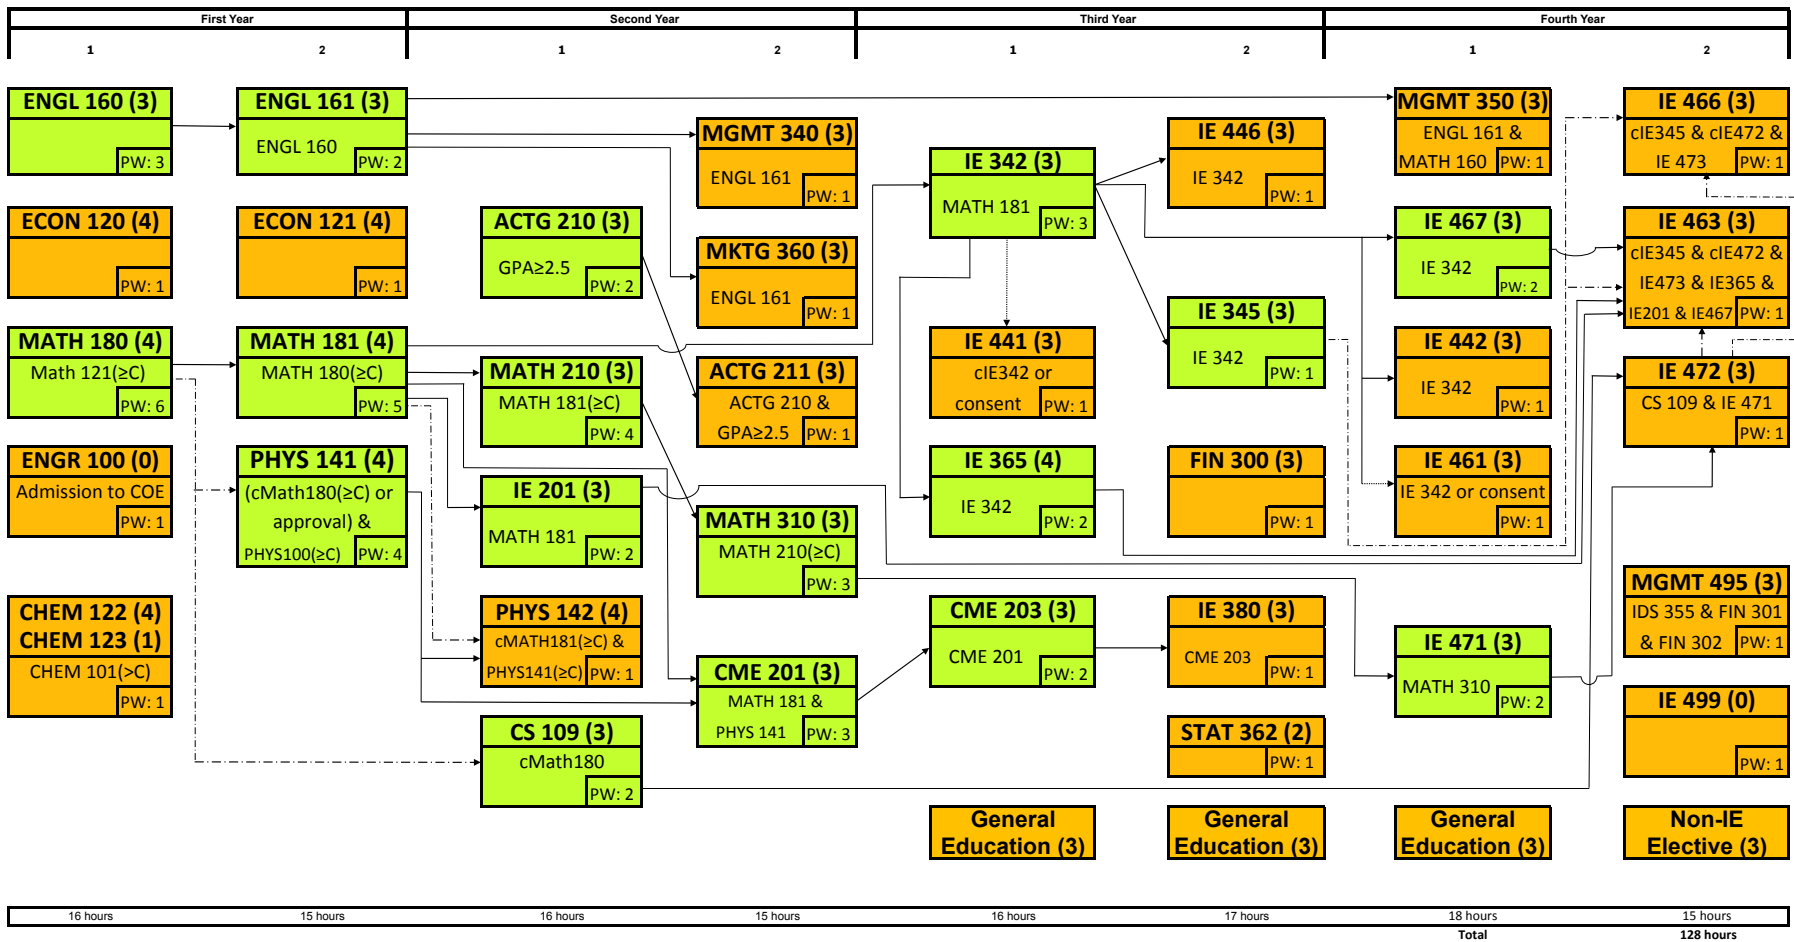 First Year
Second Year
Third Year
Fourth Year
1
2
1
2
1
2
1
2
ENGL 160 (3)
PW: 3
ECON 120 (4)
PW: 1
MATH 180 (4)
Math 121(≥C)
PW: 6
ENGR 100 (0)
Admission to COE
PW: 1
CHEM 122 (4)
CHEM 123 (1)
CHEM 101(>C)
PW: 1
ENGL 161 (3)
ENGL 160
PW: 2
ECON 121 (4)
PW: 1
MATH 181 (4)
MATH 180(≥C)
PW: 5
PHYS 141 (4)
(cMath180(≥C) or
approval) &
PHYS100(≥C)
PW: 4
ACTG 210 (3)
GPA≥2.5
PW: 2
MATH 210 (3)
MATH 181(≥C)
PW: 4
IE 201 (3)
MATH 181
PW: 2
PHYS 142 (4)
cMATH181(≥C) &
PHYS141(≥C)
PW: 1
CS 109 (3)
cMath180
PW: 2
MGMT 340 (3)
ENGL 161
PW: 1
MKTG 360 (3)
ENGL 161
PW: 1
ACTG 211 (3)
ACTG 210 &
GPA≥2.5
PW: 1
MATH 310 (3)
MATH 210(≥C)
PW: 3
CME 201 (3)
MATH 181 &
PHYS 141
PW: 3
IE 342 (3)
MATH 181
PW: 3
IE 441 (3)
cIE342 or
consent
PW: 1
IE 365 (4)
IE 342
PW: 2
CME 203 (3)
CME 201
PW: 2
General
Education (3)
IE 446 (3)
IE 342
PW: 1
IE 345 (3)
IE 342
PW: 1
FIN 300 (3)
PW: 1
IE 380 (3)
CME 203
PW: 1
STAT 362 (2)
PW: 1
General
Education (3)
MGMT 350 (3)
ENGL 161 &
MATH 160
PW: 1
IE 467 (3)
IE 342
PW: 2
IE 442 (3)
IE 342
PW: 1
IE 461 (3)
IE 342 or consent
PW: 1
IE 471 (3)
MATH 310
PW: 2
General
Education (3)
IE 466 (3)
cIE345 & cIE472 &
IE 473
PW: 1
IE 463 (3)
cIE345 & cIE472 &
IE473 & IE365 &
IE201 & IE467
PW: 1
IE 472 (3)
CS 109 & IE 471
PW: 1
MGMT 495 (3)
IDS 355 & FIN 301
& FIN 302
PW: 1
IE 499 (0)
PW: 1
Non-IE
Elective (3)
16 hours
15 hours
16 hours
15 hours
16 hours
17 hours
18 hours
15 hours
Total
128 hours